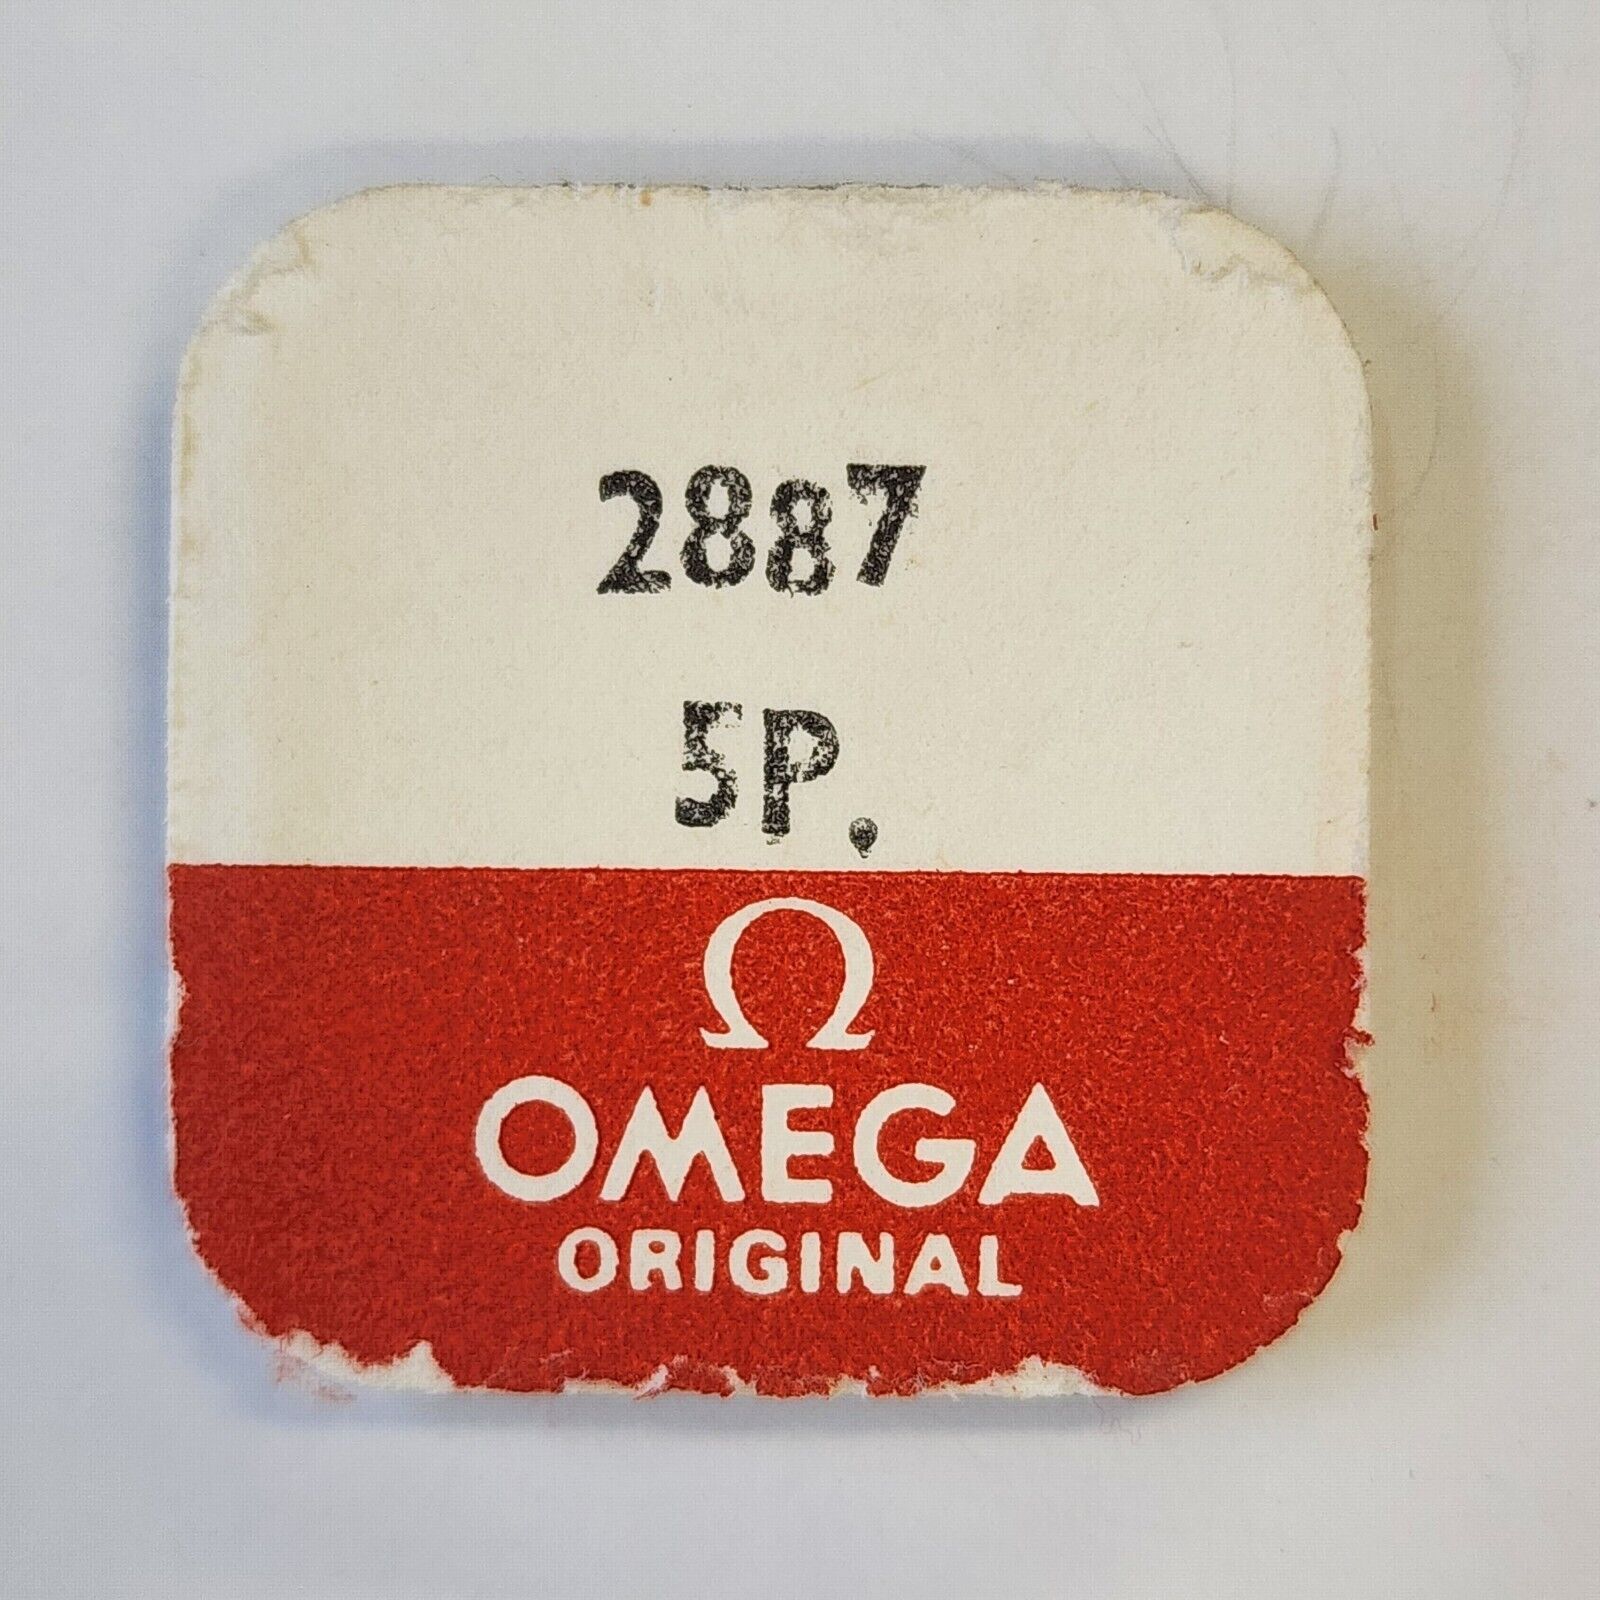 2887
5P.
Ω
OMEGA
ORIGINAL